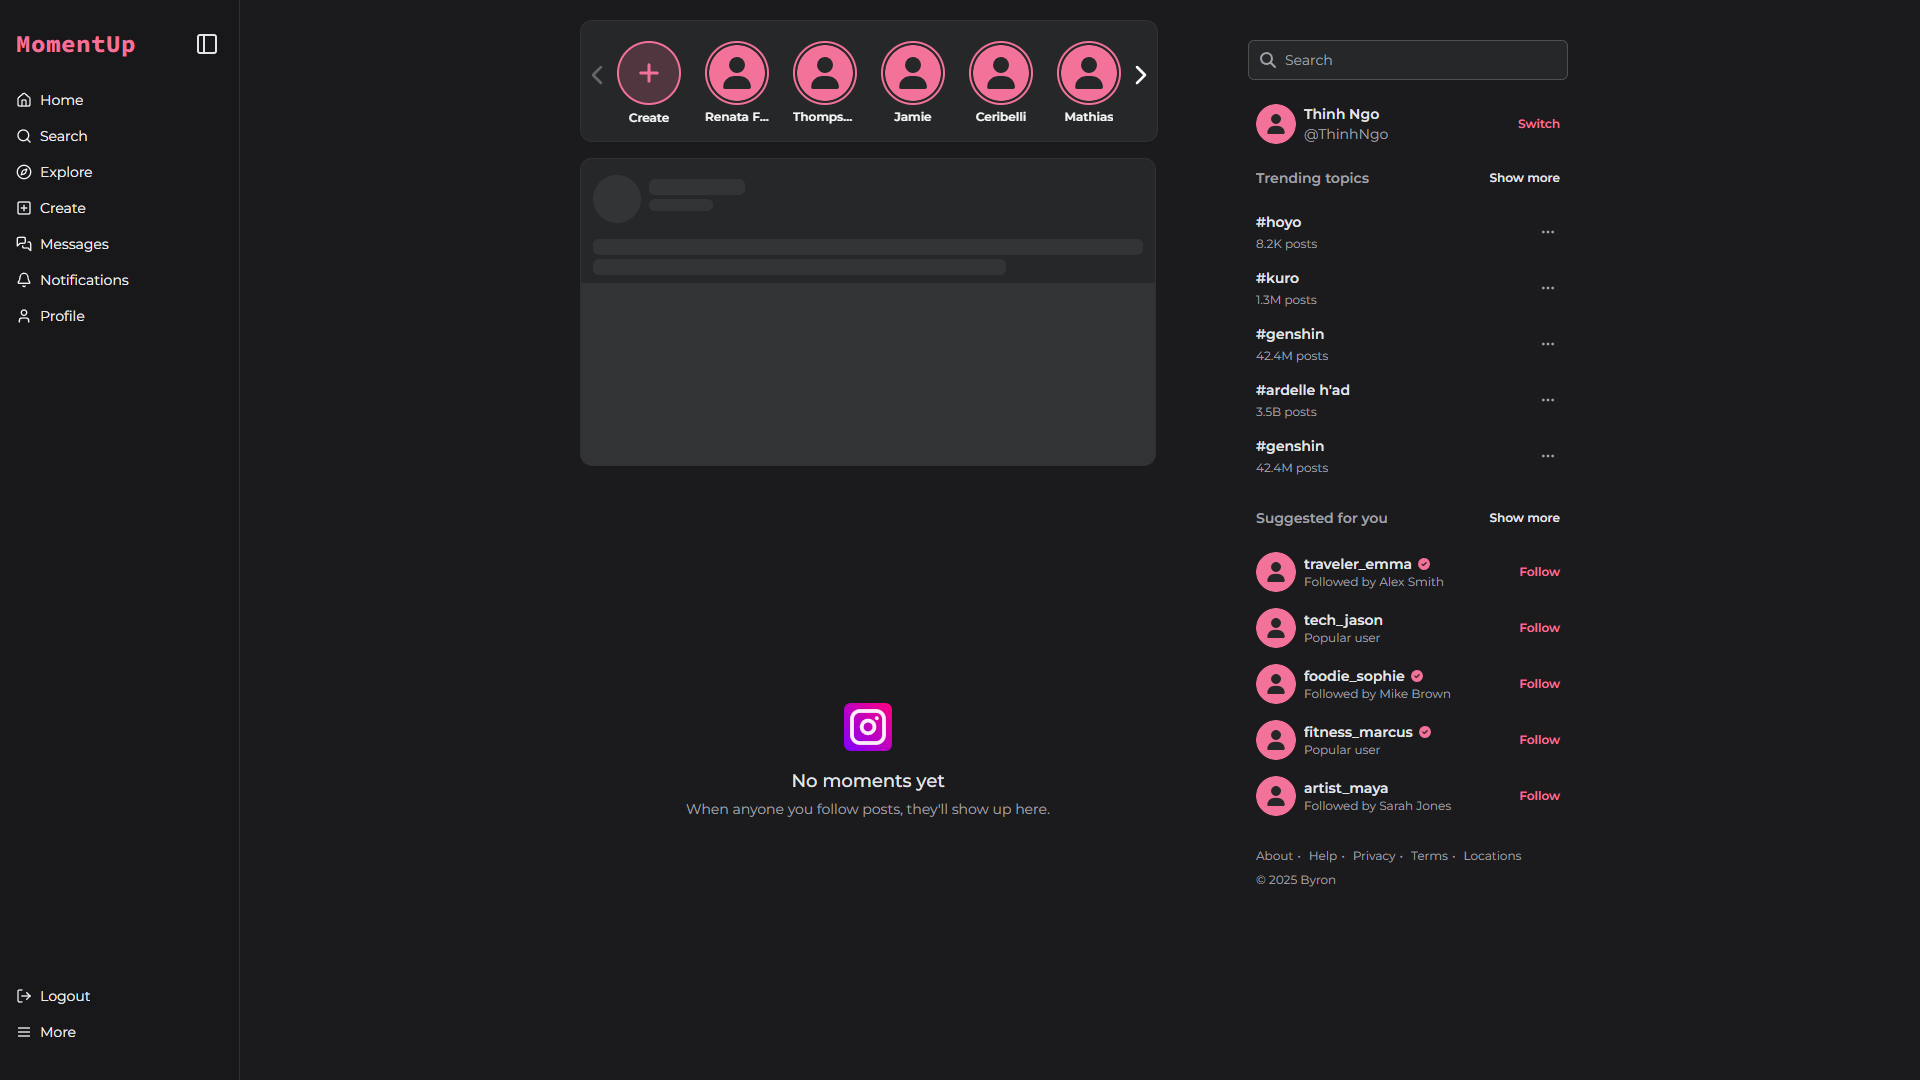 MomentUp
Home
Search
Explore
Create
Messages
Notifications
Profile
Logout
More
Create
Renata F...
Thomps...
Jamie
Ceribelli
Mathias
No moments yet
When anyone you follow posts, they'll show up here.
Search
Thinh Ngo
@ThinhNgo
Switch
Trending topics
Show more
#hoyo
8.2K posts
#kuro
1.3M posts
#genshin
42.4M posts
#ardelle h'ad
3.5B posts
#genshin
42.4M posts
Suggested for you
Show more
traveler_emma
Followed by Alex Smith
Follow
tech_jason
Popular user
Follow
foodie_sophie
Followed by Mike Brown
Follow
fitness_marcus
Popular user
Follow
artist_maya
Followed by Sarah Jones
Follow
About • Help • Privacy • Terms • Locations
© 2025 Byron